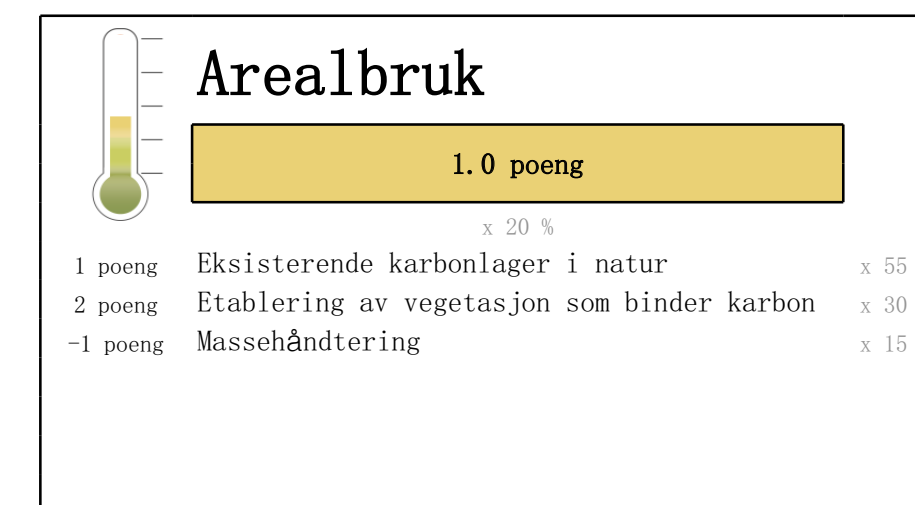 Arealbruk
1.0 poeng
x 20 %
1 poeng Eksisterende karbonlager i natur x 55
2 poeng Etablering av vegetasjon som binder karbon x 30
-1 poeng Massehåndtering x 15